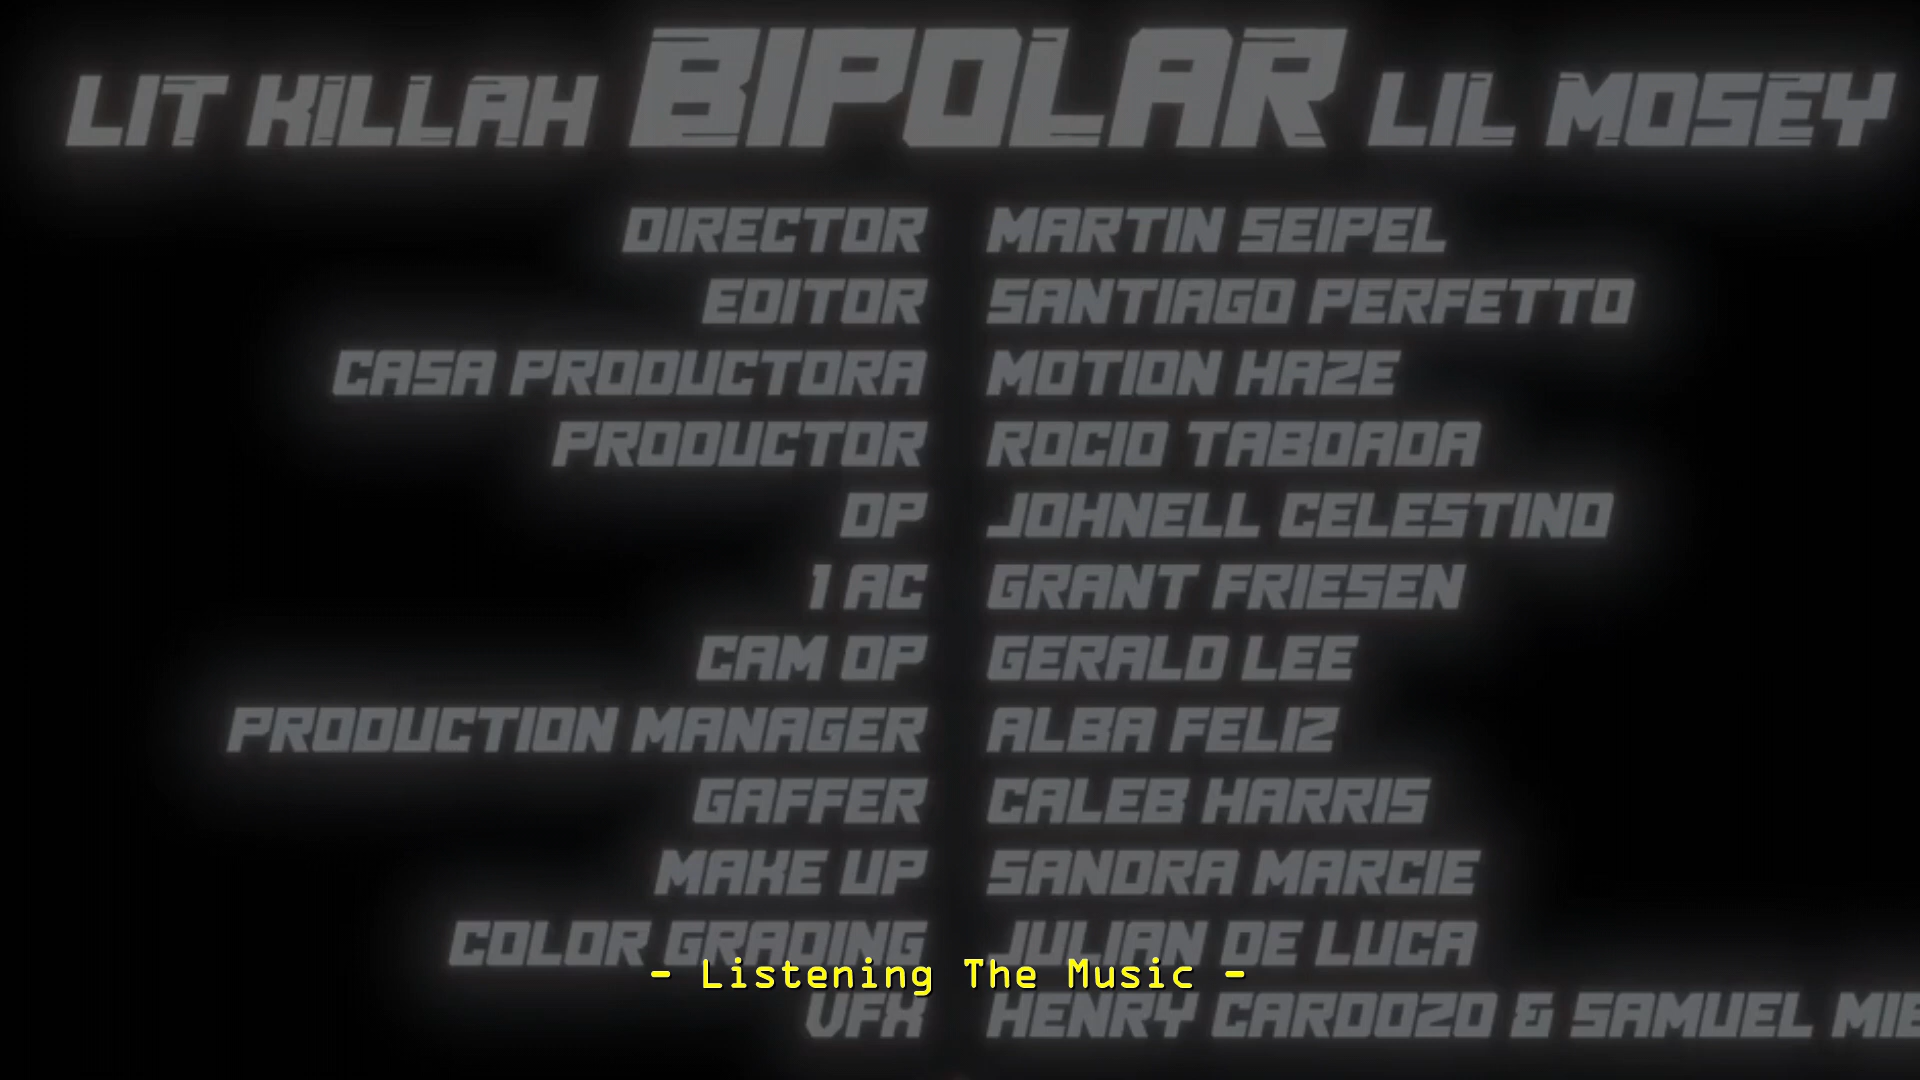 LIT KILLAH BIPOLAR LIL MOSEY
DIRECTOR MARTIN SEIPEL
EDITOR SANTIAGO PERFETTO
CASA PRODUCTORA MOTION HAZE
PRODUCTOR ROCIO TABOADA
DP JOHNELL CELESTINO
1 AC GRANT FRIESEN
CAM OP GERALD LEE
PRODUCTION MANAGER ALBA FELIZ
GAFFER CALEB HARRIS
MAKE UP SANDRA MARCIE
COLOR GRADING JULIAN DE LUCA
- Listening The Music -
VFX HENRY CARDOZO & SAMUEL